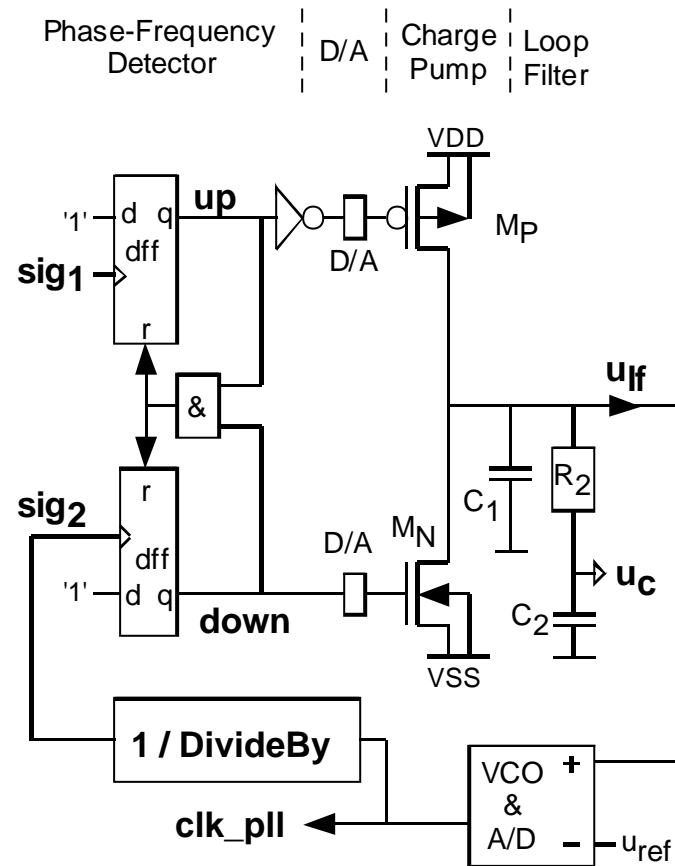 Phase-Frequency Detector
D/A
Charge Pump
Loop Filter
VDD
'1'
d q
up
dff
sig1
r
D/A
MP
&
ulf
C1
R2
r
sig2
dff
'1'
d q
down
D/A
MN
uc
C2
VSS
1 / DivideBy
clk_pll
VCO & A/D
+
−
uref